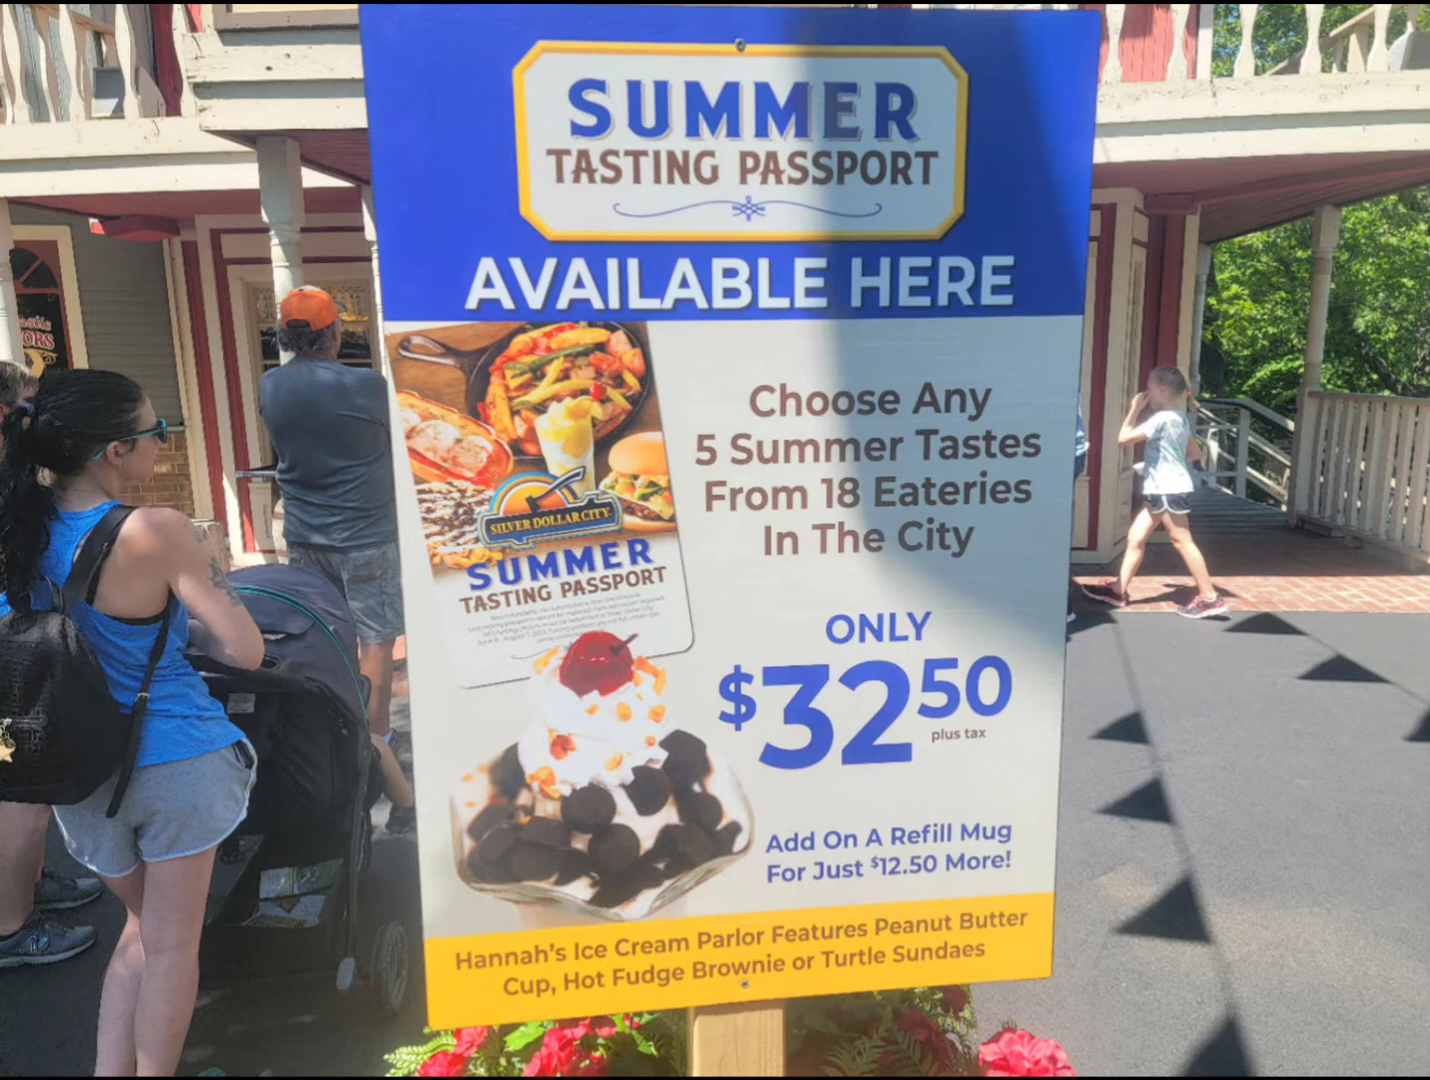 SUMMER
TASTING PASSPORT
AVAILABLE HERE
Choose Any
5 Summer Tastes
From 18 Eateries
In The City
SILVER DOLLAR CITY
SUMMER
TASTING PASSPORT
ONLY
$32.50
plus tax
Add On A Refill Mug
For Just $12.50 More!
Hannah's Ice Cream Parlor Features Peanut Butter
Cup, Hot Fudge Brownie or Turtle Sundaes
ORS